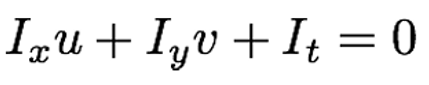 I_x u + I_y v + I_t = 0